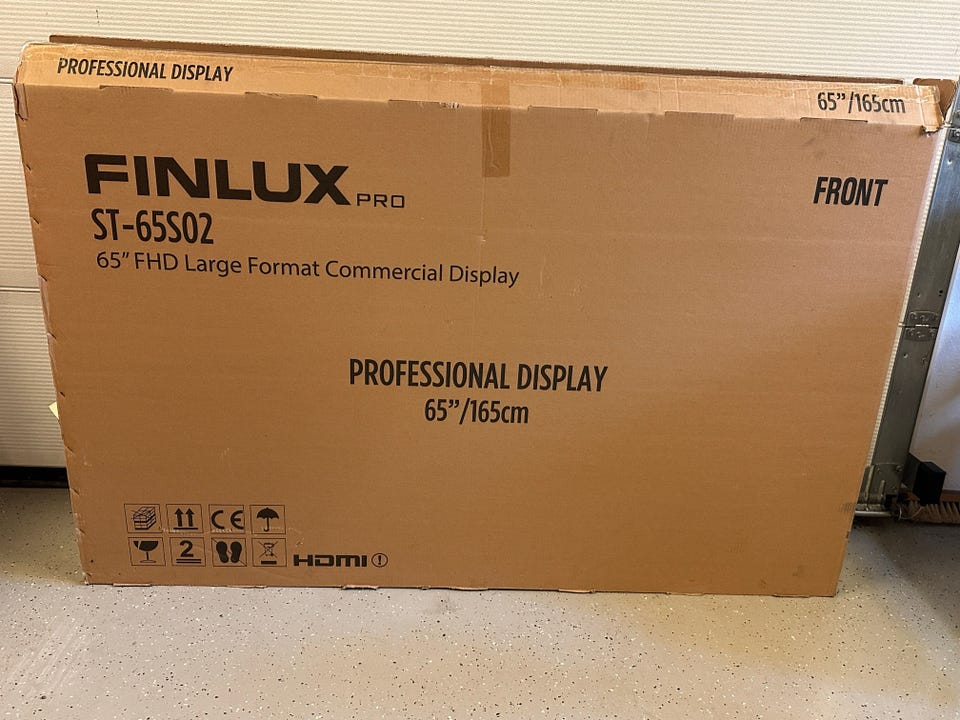 PROFESSIONAL DISPLAY
65”/165cm
FINLUX PRO
FRONT
ST-65S02
65” FHD Large Format Commercial Display
PROFESSIONAL DISPLAY
65”/165cm
CE
2
HDMI